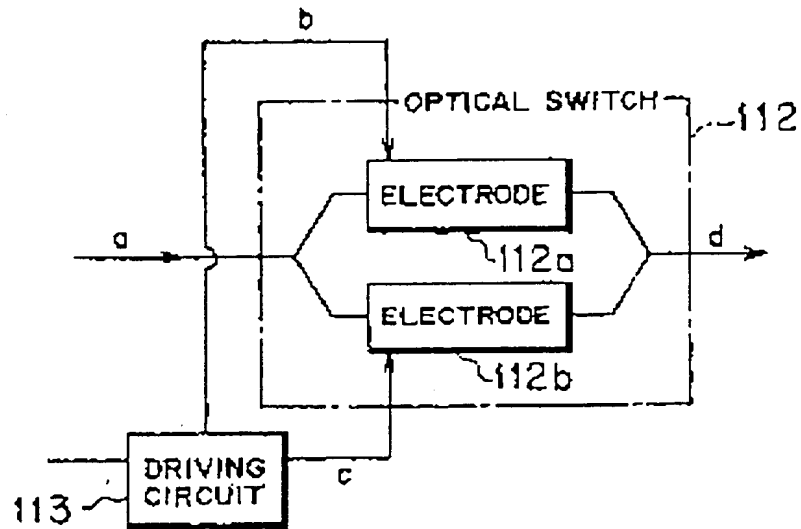 b
OPTICAL SWITCH
112
ELECTRODE
a
d
112a
ELECTRODE
112b
DRIVING
CIRCUIT
c
113